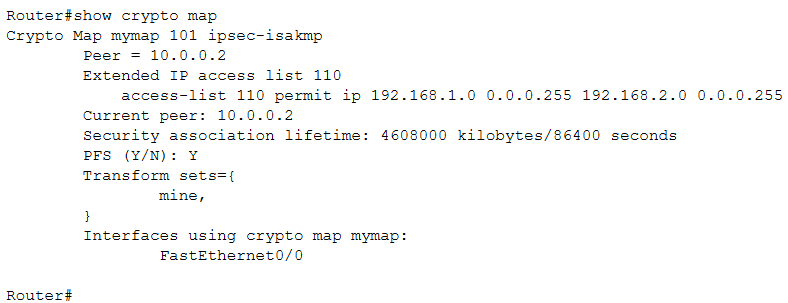 Router#show crypto map
Crypto Map mymap 101 ipsec-isakmp
Peer = 10.0.0.2
Extended IP access list 110
access-list 110 permit ip 192.168.1.0 0.0.0.255 192.168.2.0 0.0.0.255
Current peer: 10.0.0.2
Security association lifetime: 4608000 kilobytes/86400 seconds
PFS (Y/N): Y
Transform sets={
mine,
}
Interfaces using crypto map mymap:
FastEthernet0/0
Router#